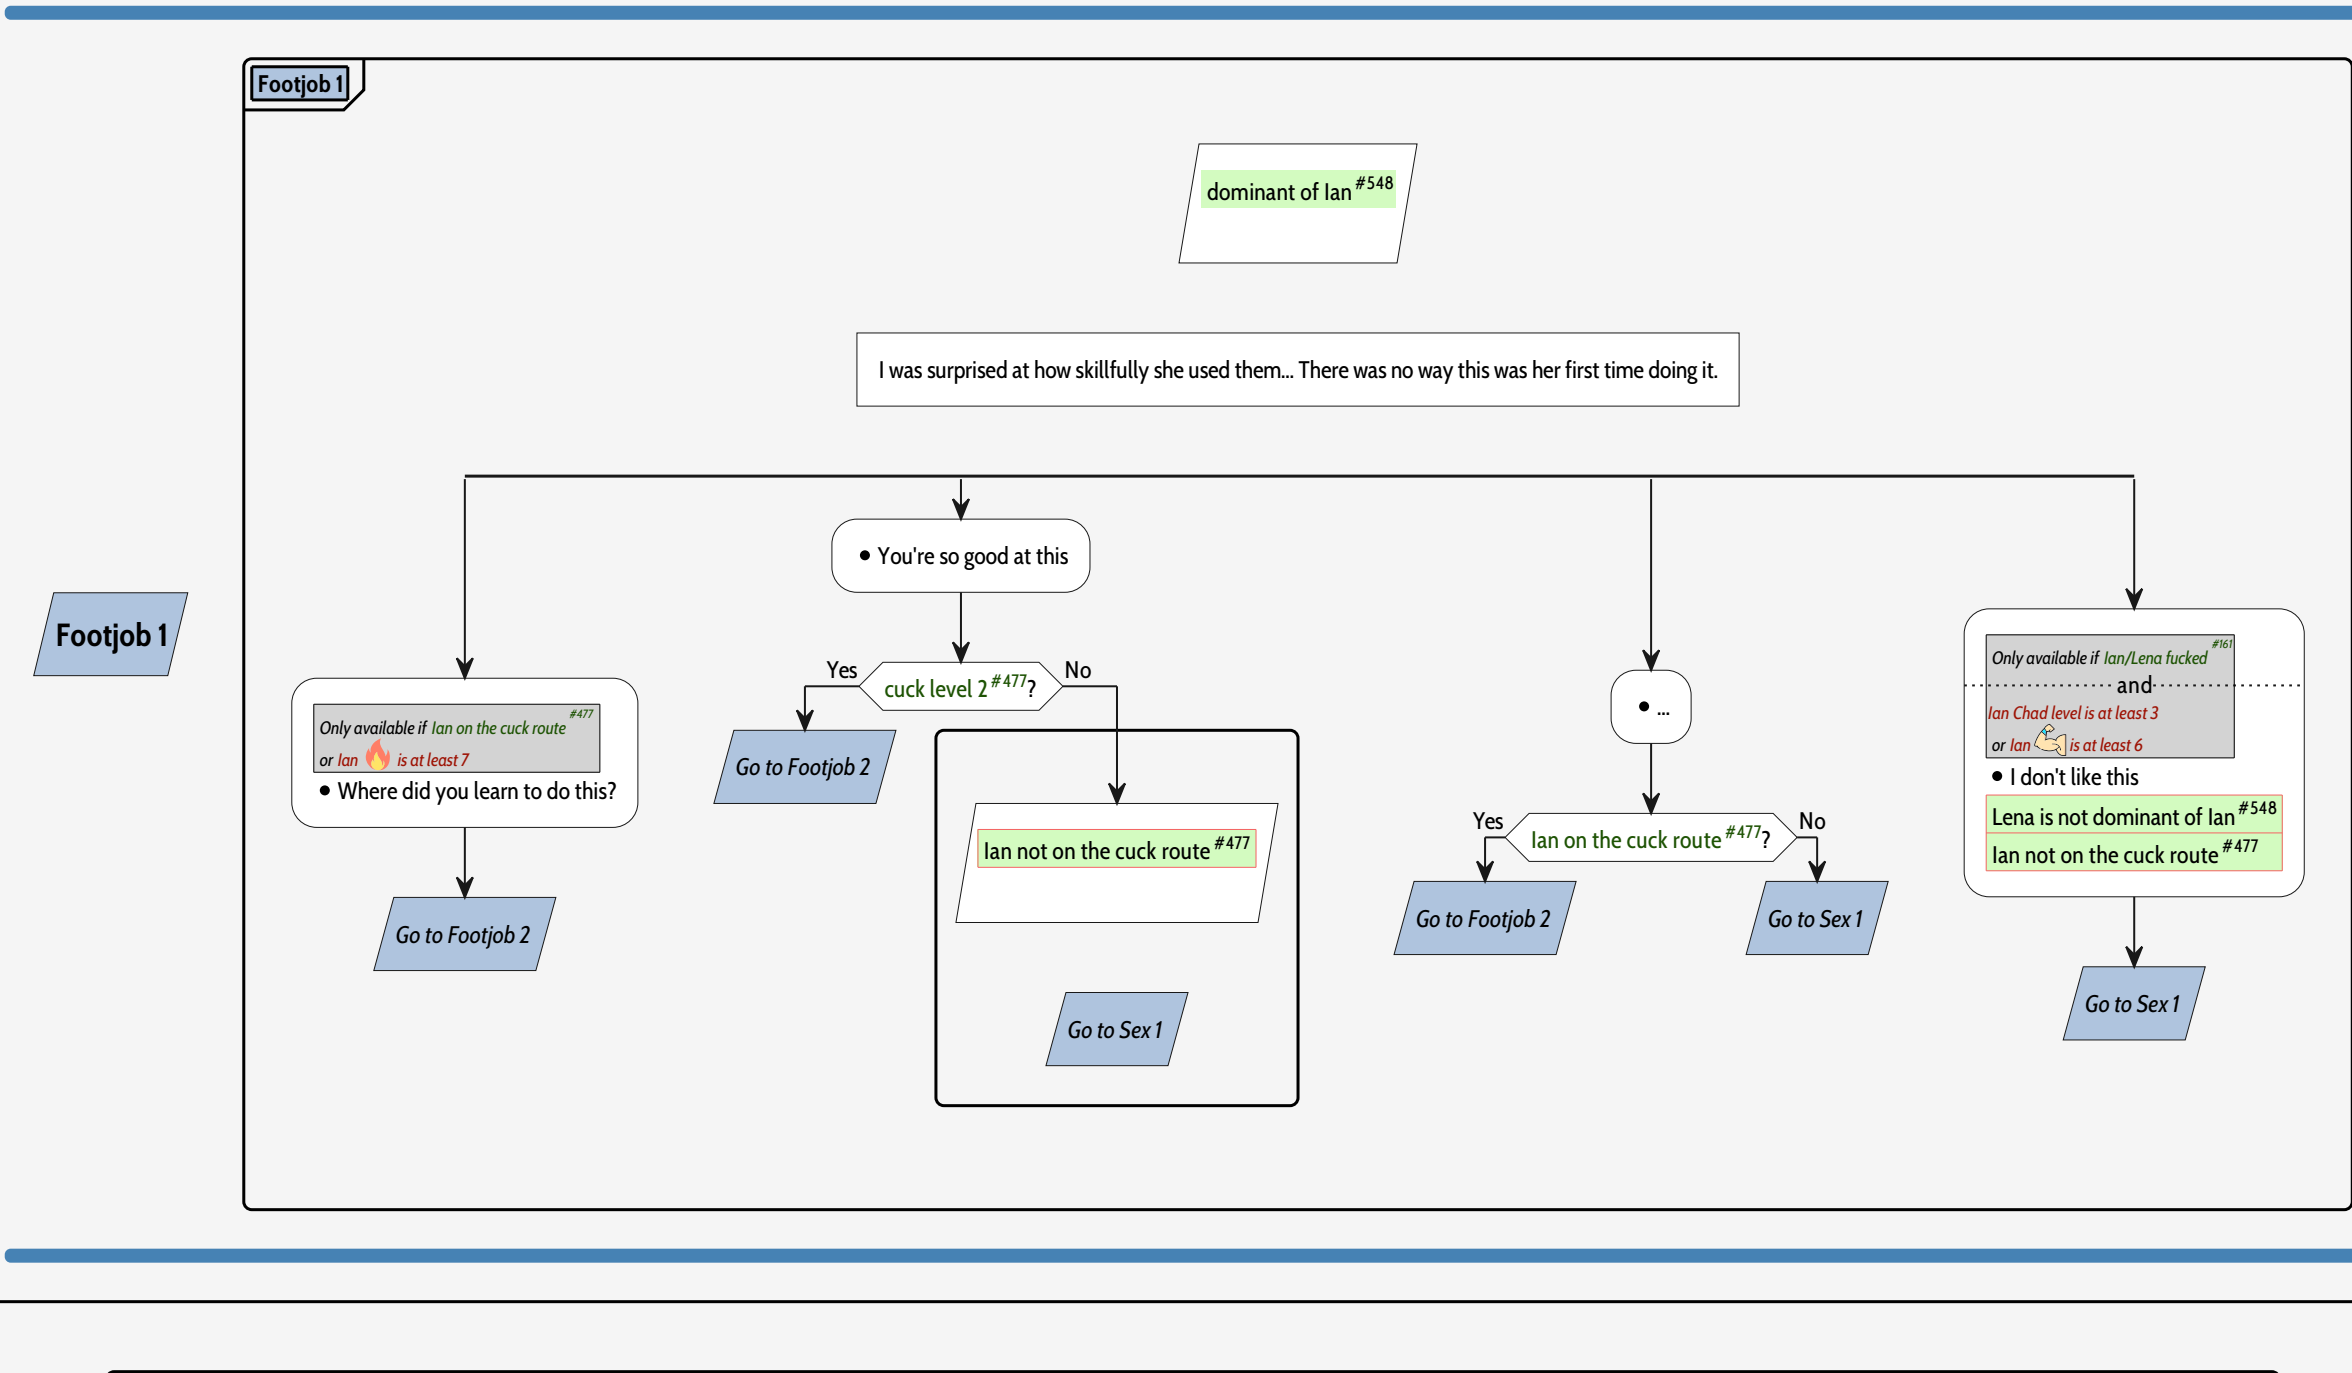 Footjob 1
dominant of Ian #548
I was surprised at how skillfully she used them... There was no way this was her first time doing it.
Footjob 1
Only available if Ian on the cuck route #477
or Ian is at least 7
• Where did you learn to do this?
Go to Footjob 2
• You're so good at this
Yes
cuck level 2 #477?
No
Go to Footjob 2
Ian not on the cuck route #477
Go to Sex 1
• ...
Yes
Ian on the cuck route #477?
No
Go to Footjob 2
Go to Sex 1
Only available if Ian/Lena fucked #161
and
Ian Chad level is at least 3
or Ian is at least 6
• I don't like this
Lena is not dominant of Ian #548
Ian not on the cuck route #477
Go to Sex 1